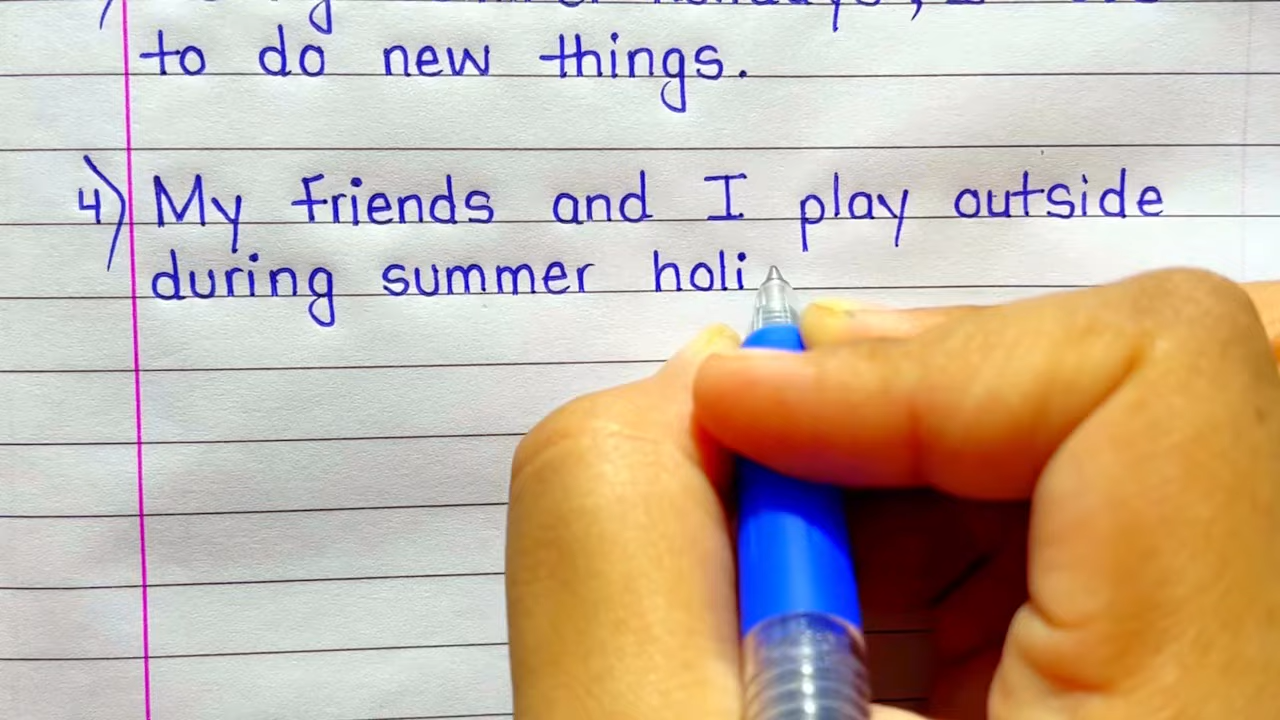 to do new things.
4) My friends and I play outside
during summer holi